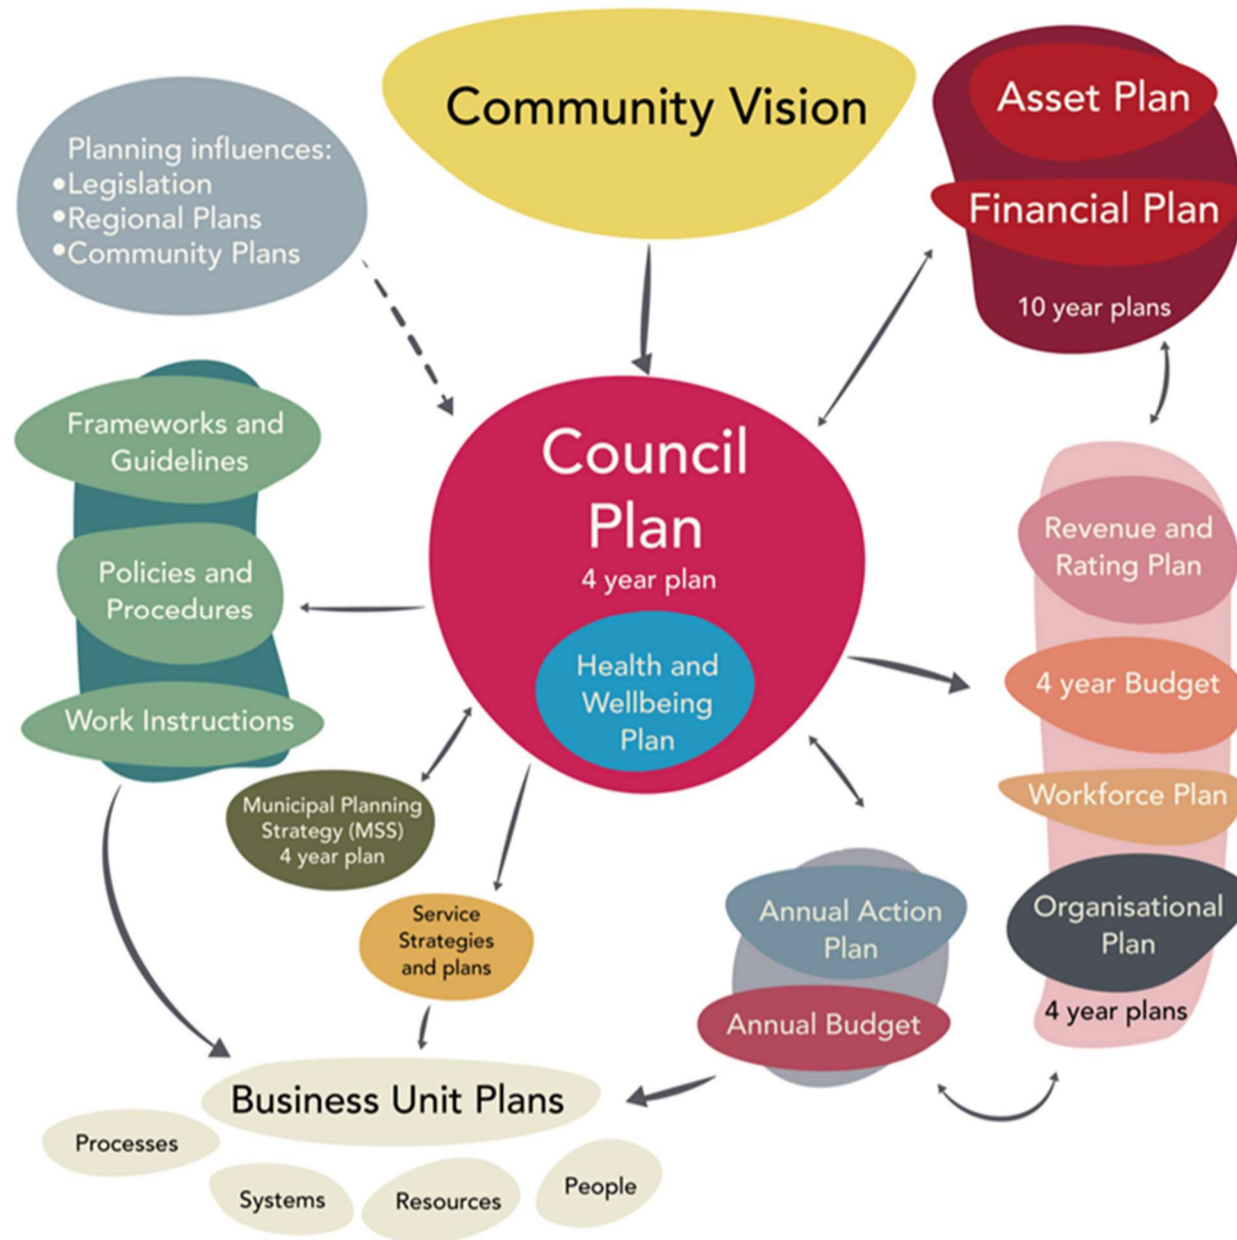 Community Vision
Asset Plan
Financial Plan
10 year plans
Planning influences:
•Legislation
•Regional Plans
•Community Plans
Frameworks and
Guidelines
Policies and
Procedures
Work Instructions
Council
Plan
4 year plan
Health and
Wellbeing
Plan
Revenue and
Rating Plan
4 year Budget
Workforce Plan
Organisational
Plan
4 year plans
Municipal Planning
Strategy (MSS)
4 year plan
Service
Strategies
and plans
Annual Action
Plan
Annual Budget
Business Unit Plans
Processes
Systems
Resources
People